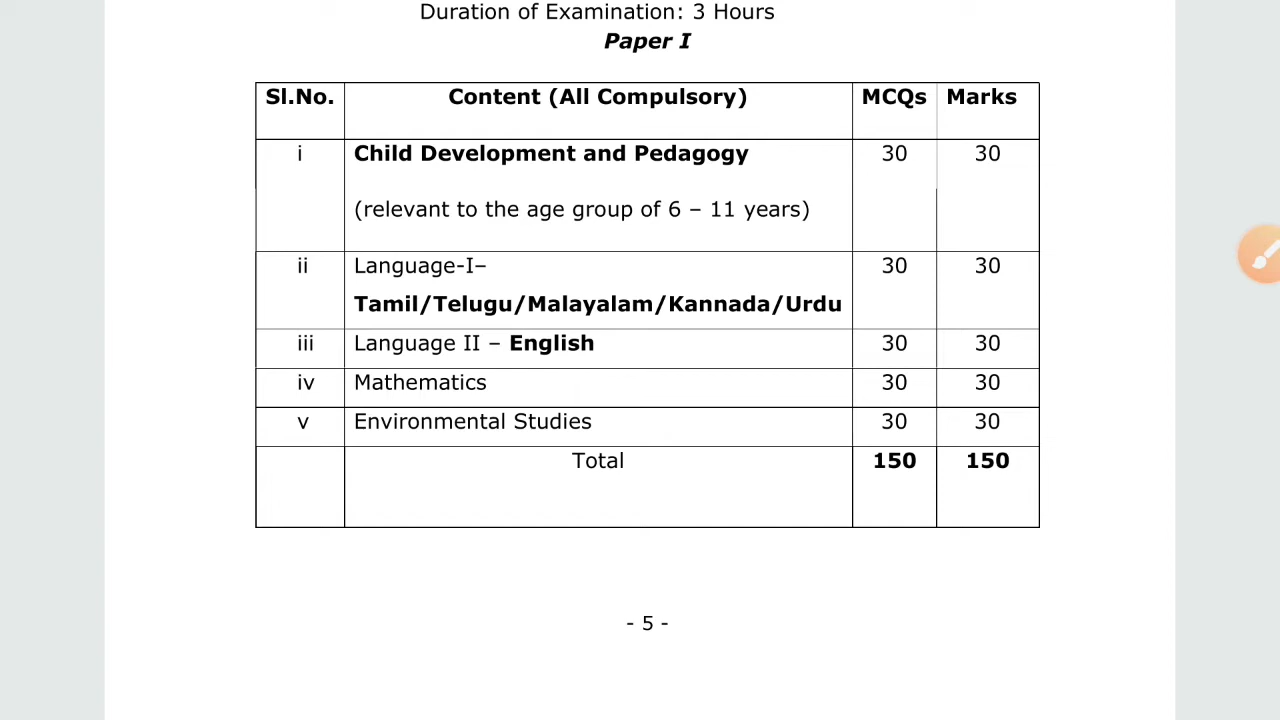 Duration of Examination: 3 Hours
Paper I
Sl.No. Content (All Compulsory) MCQs Marks
i Child Development and Pedagogy 30 30
(relevant to the age group of 6 – 11 years)
ii Language-I– 30 30
Tamil/Telugu/Malayalam/Kannada/Urdu
iii Language II – English 30 30
iv Mathematics 30 30
v Environmental Studies 30 30
Total 150 150
- 5 -